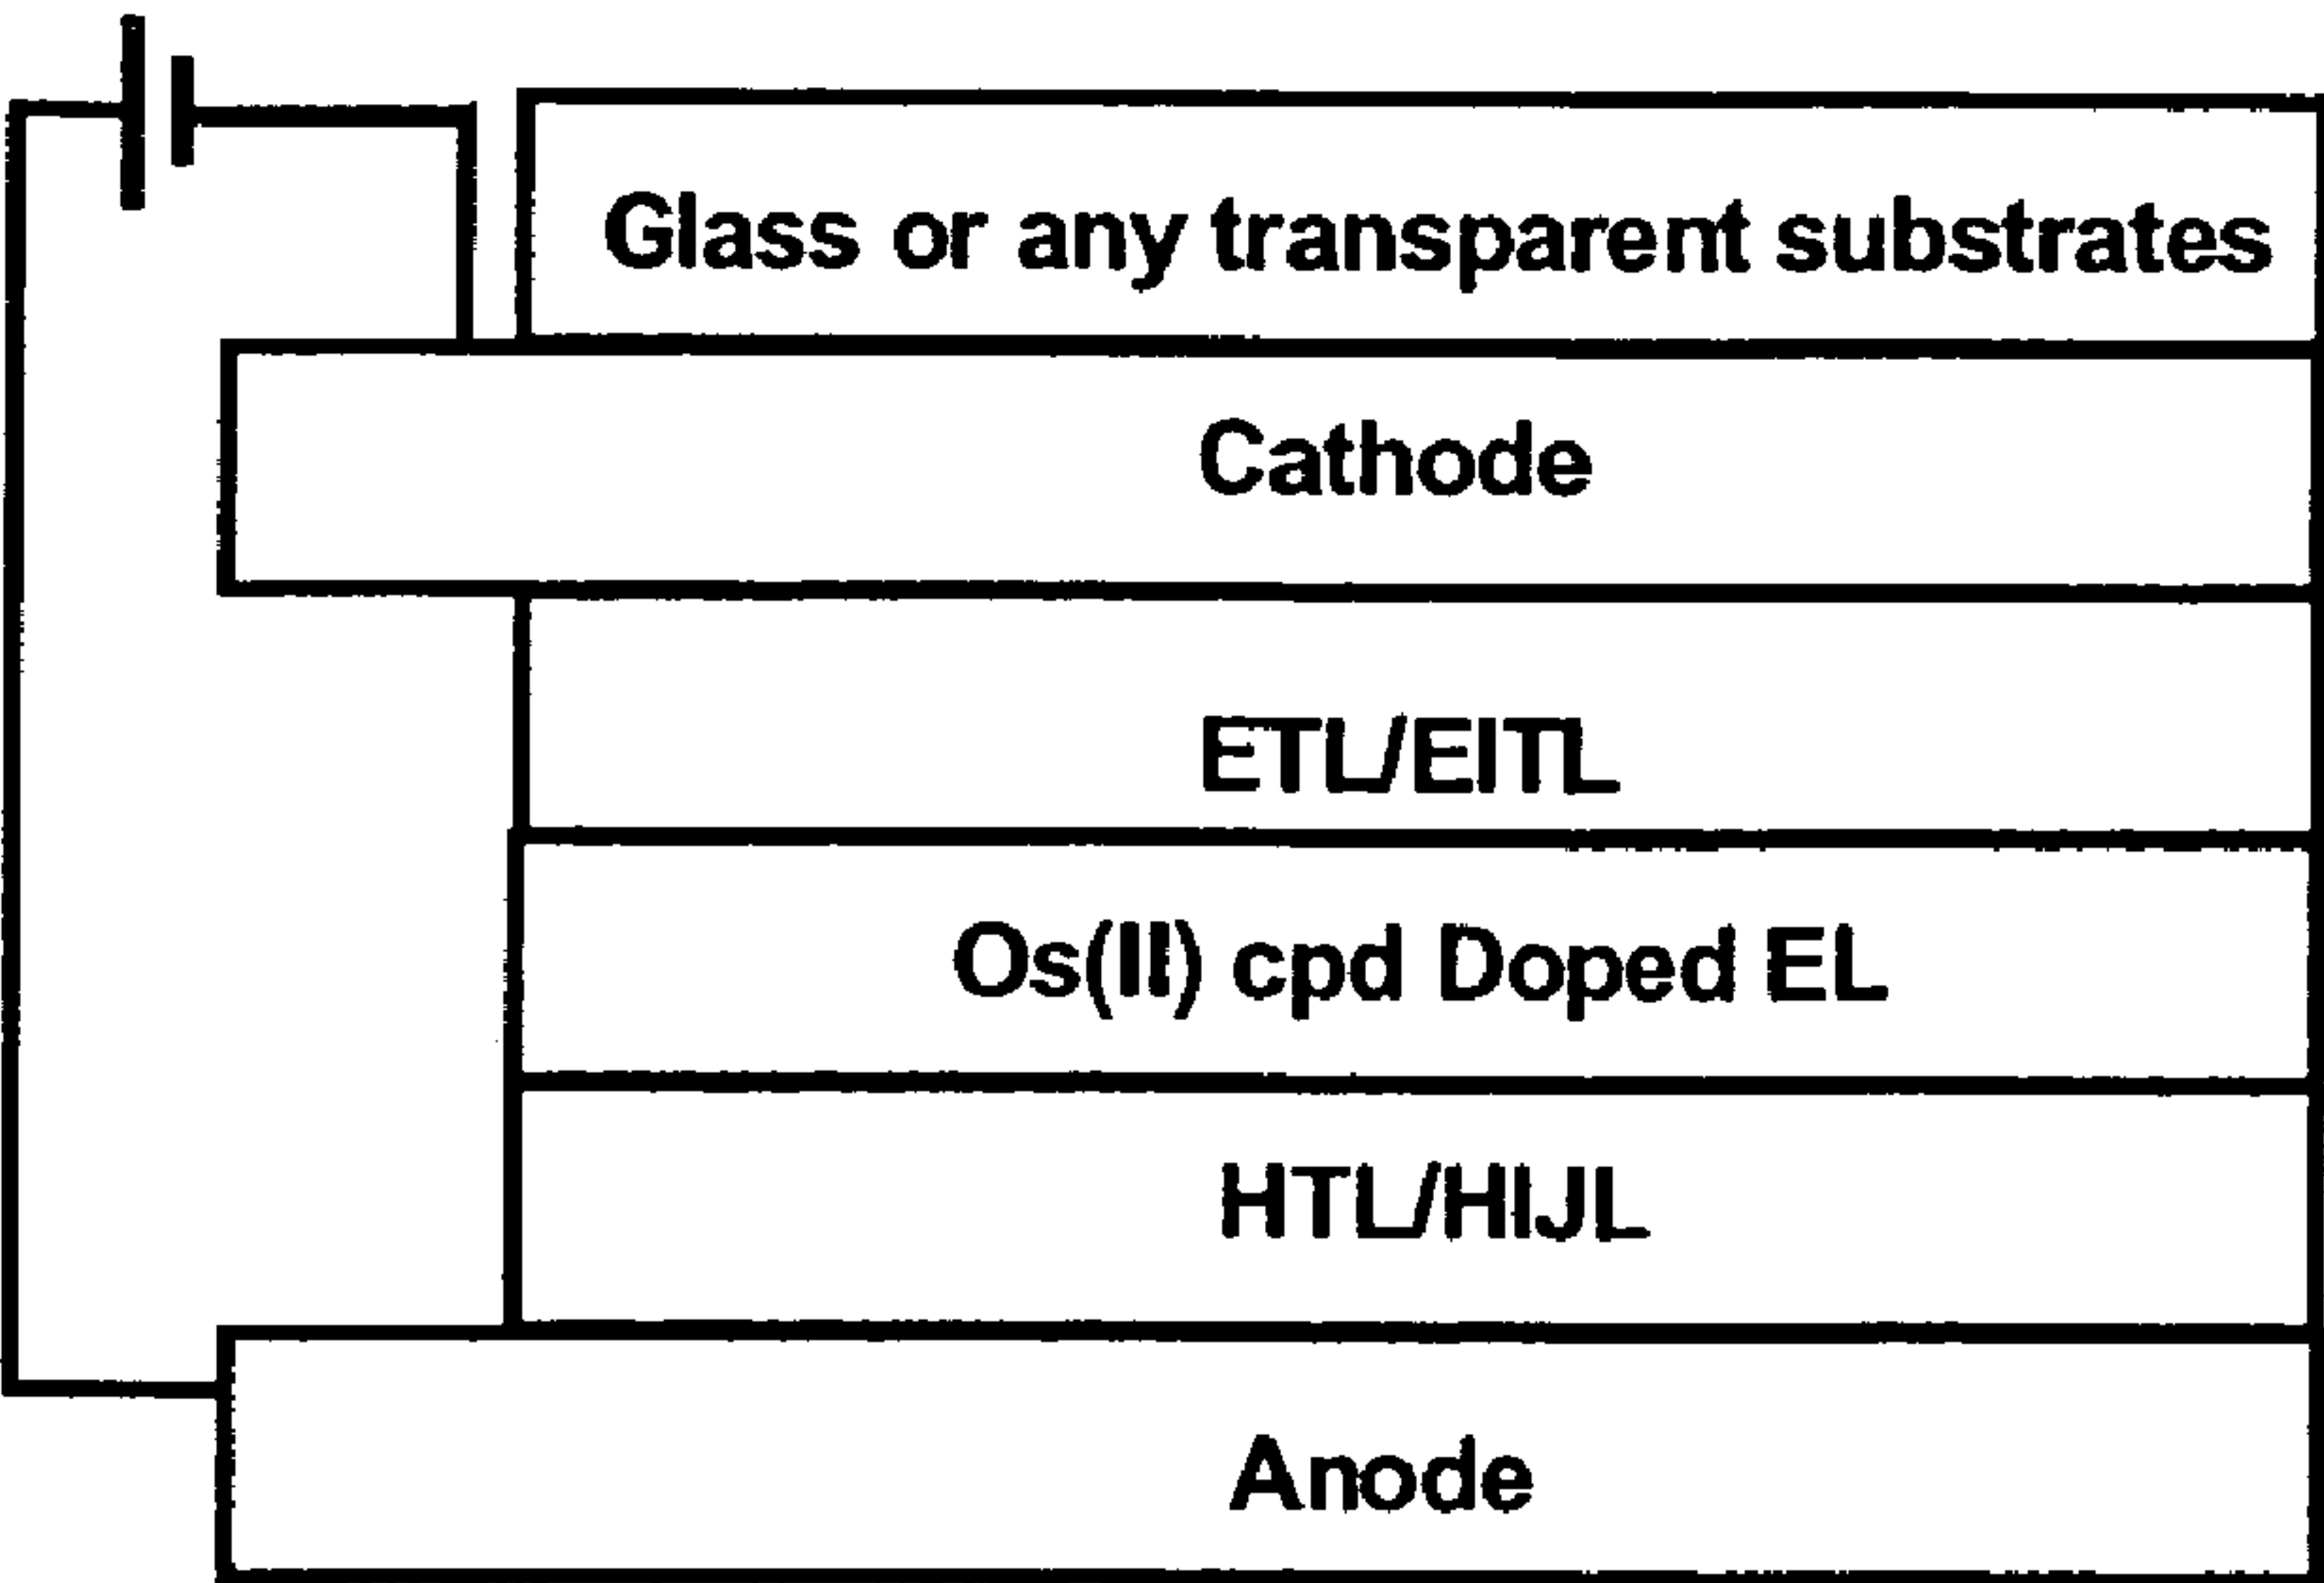 Glass or any transparent substrates
Cathode
ETL/EITL
Os(II) cpd Doped EL
HTL/HIJL
Anode